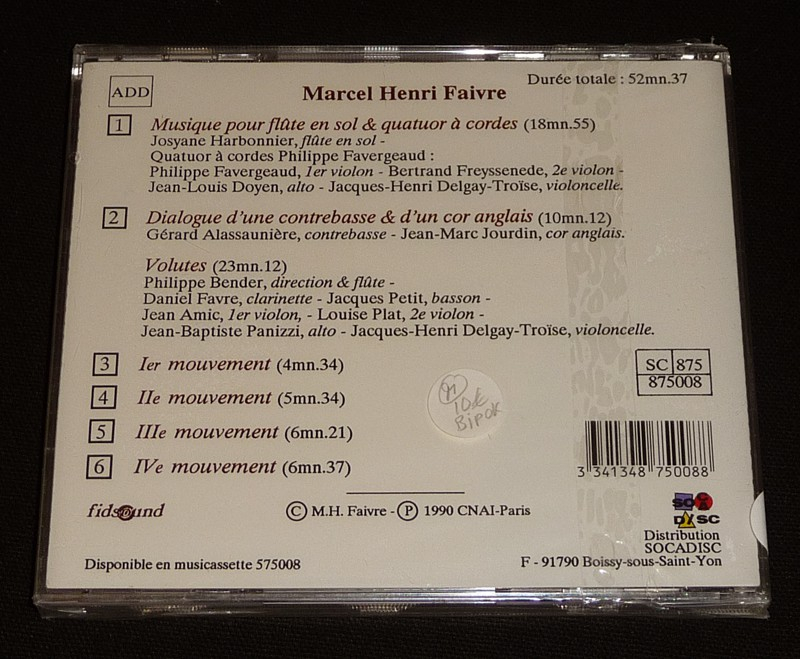 ADD
Durée totale : 52mn.37
Marcel Henri Faivre
1 Musique pour flûte en sol & quatuor à cordes (18mn.55)
Josyane Harbonnier, flûte en sol -
Quatuor à cordes Philippe Favergeaud :
Philippe Favergeaud, 1er violon - Bertrand Freyssenede, 2e violon -
Jean-Louis Doyen, alto - Jacques-Henri Delgay-Troïse, violoncelle.
2 Dialogue d'une contrebasse & d'un cor anglais (10mn.12)
Gérard Alassaunière, contrebasse - Jean-Marc Jourdin, cor anglais.
Volutes (23mn.12)
Philippe Bender, direction & flûte -
Daniel Favre, clarinette - Jacques Petit, basson -
Jean Amic, 1er violon, - Louise Plat, 2e violon -
Jean-Baptiste Panizzi, alto - Jacques-Henri Delgay-Troïse, violoncelle.
3 Ier mouvement (4mn.34)
4 IIe mouvement (5mn.34)
5 IIIe mouvement (6mn.21)
6 IVe mouvement (6mn.37)
SC 875
875008
10€
BIPOK
3 341348 750088
fidsound
© M.H. Faivre - ℗ 1990 CNAI-Paris
SOC
DISC
Distribution
SOCADISC
Disponible en musicassette 575008
F - 91790 Boissy-sous-Saint-Yon